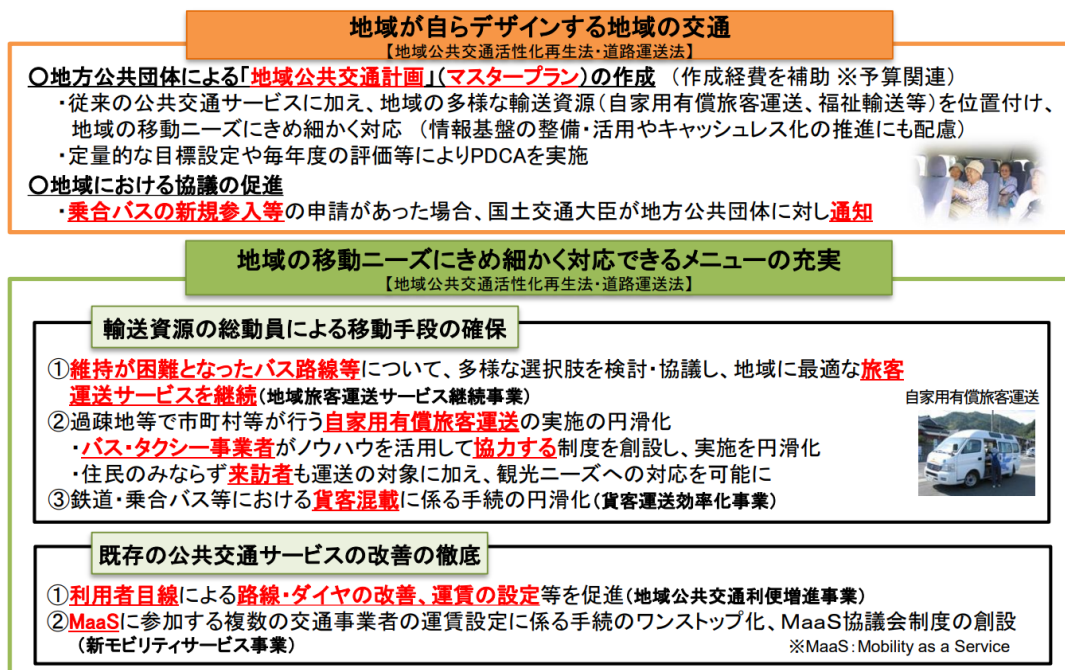 地域が自らデザインする地域の交通
【地域公共交通活性化再生法・道路運送法】
〇地方公共団体による「地域公共交通計画」（マスタープラン）の作成 （作成経費を補助 ※予算関連）
・従来の公共交通サービスに加え、地域の多様な輸送資源（自家用有償旅客運送、福祉輸送等）を位置付け、
地域の移動ニーズにきめ細かく対応 （情報基盤の整備・活用やキャッシュレス化の推進にも配慮）
・定量的な目標設定や毎年度の評価等によりPDCAを実施
〇地域における協議の促進
・乗合バスの新規参入等の申請があった場合、国土交通大臣が地方公共団体に対し通知
地域の移動ニーズにきめ細かく対応できるメニューの充実
【地域公共交通活性化再生法・道路運送法】
輸送資源の総動員による移動手段の確保
①維持が困難となったバス路線等について、多様な選択肢を検討・協議し、地域に最適な旅客
運送サービスを継続（地域旅客運送サービス継続事業）
自家用有償旅客運送
②過疎地等で市町村等が行う自家用有償旅客運送の実施の円滑化
・バス・タクシー事業者がノウハウを活用して協力する制度を創設し、実施を円滑化
・住民のみならず来訪者も運送の対象に加え、観光ニーズへの対応を可能に
③鉄道・乗合バス等における貨客混載に係る手続の円滑化（貨客運送効率化事業）
既存の公共交通サービスの改善の徹底
①利用者目線による路線・ダイヤの改善、運賃の設定等を促進（地域公共交通利便増進事業）
②MaaSに参加する複数の交通事業者の運賃設定に係る手続のワンストップ化、MaaS協議会制度の創設
（新モビリティサービス事業）
※MaaS：Mobility as a Service